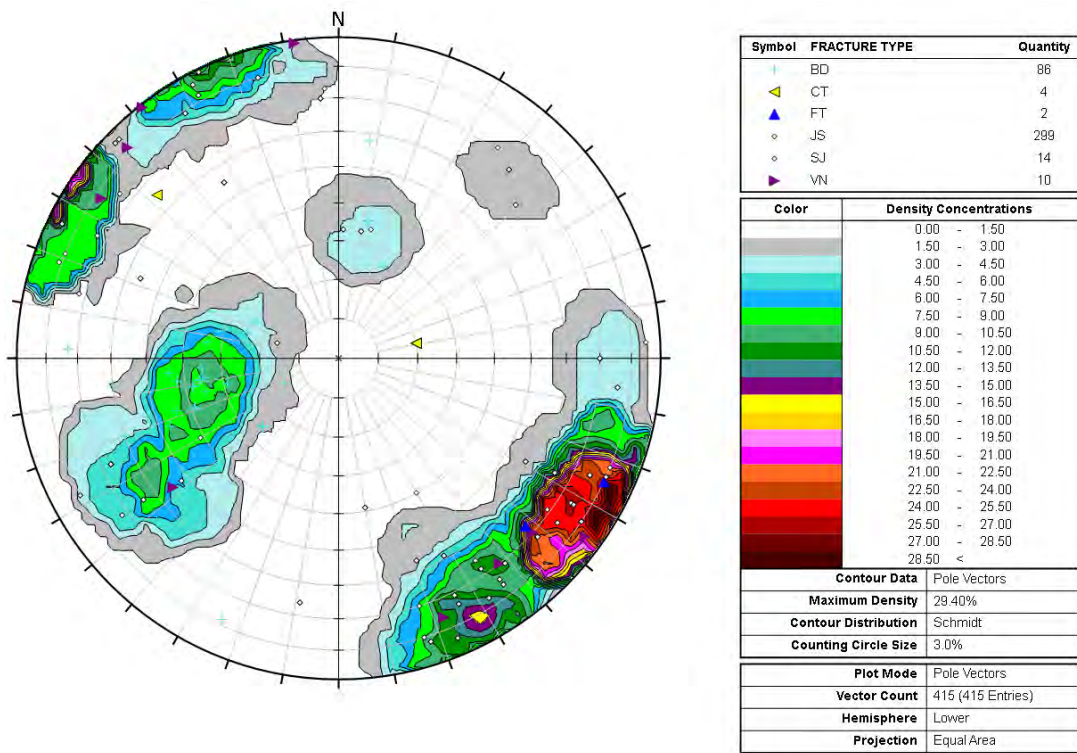 N
Symbol FRACTURE TYPE Quantity
BD 86
CT 4
FT 2
JS 299
SJ 14
VN 10
Color Density Concentrations
0.00 - 1.50
1.50 - 3.00
3.00 - 4.50
4.50 - 6.00
6.00 - 7.50
7.50 - 9.00
9.00 - 10.50
10.50 - 12.00
12.00 - 13.50
13.50 - 15.00
15.00 - 16.50
16.50 - 18.00
18.00 - 19.50
19.50 - 21.00
21.00 - 22.50
22.50 - 24.00
24.00 - 25.50
25.50 - 27.00
27.00 - 28.50
28.50 <
Contour Data Pole Vectors
Maximum Density 29.40%
Contour Distribution Schmidt
Counting Circle Size 3.0%
Plot Mode Pole Vectors
Vector Count 415 (415 Entries)
Hemisphere Lower
Projection Equal Area